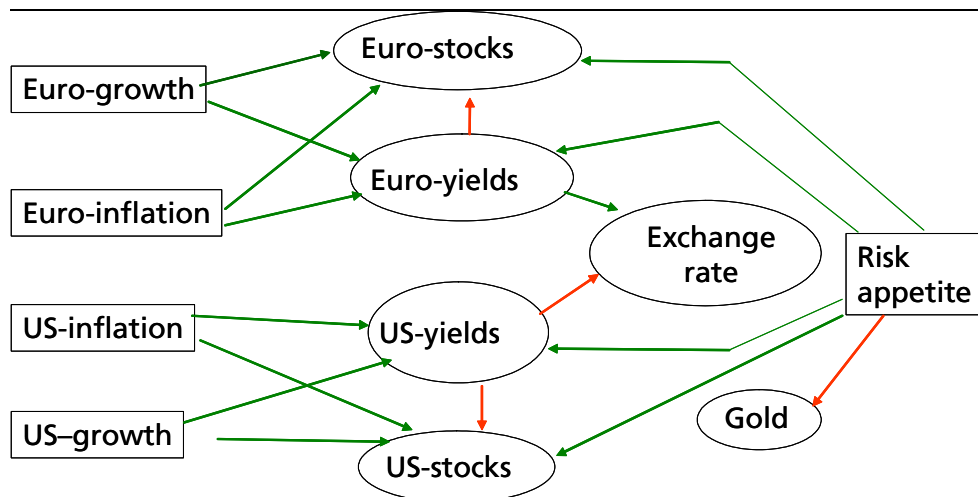 Euro-stocks
Euro-growth
Euro-yields
Euro-inflation
Exchange
rate
Risk
appetite
US-inflation
US-yields
Gold
US–growth
US-stocks